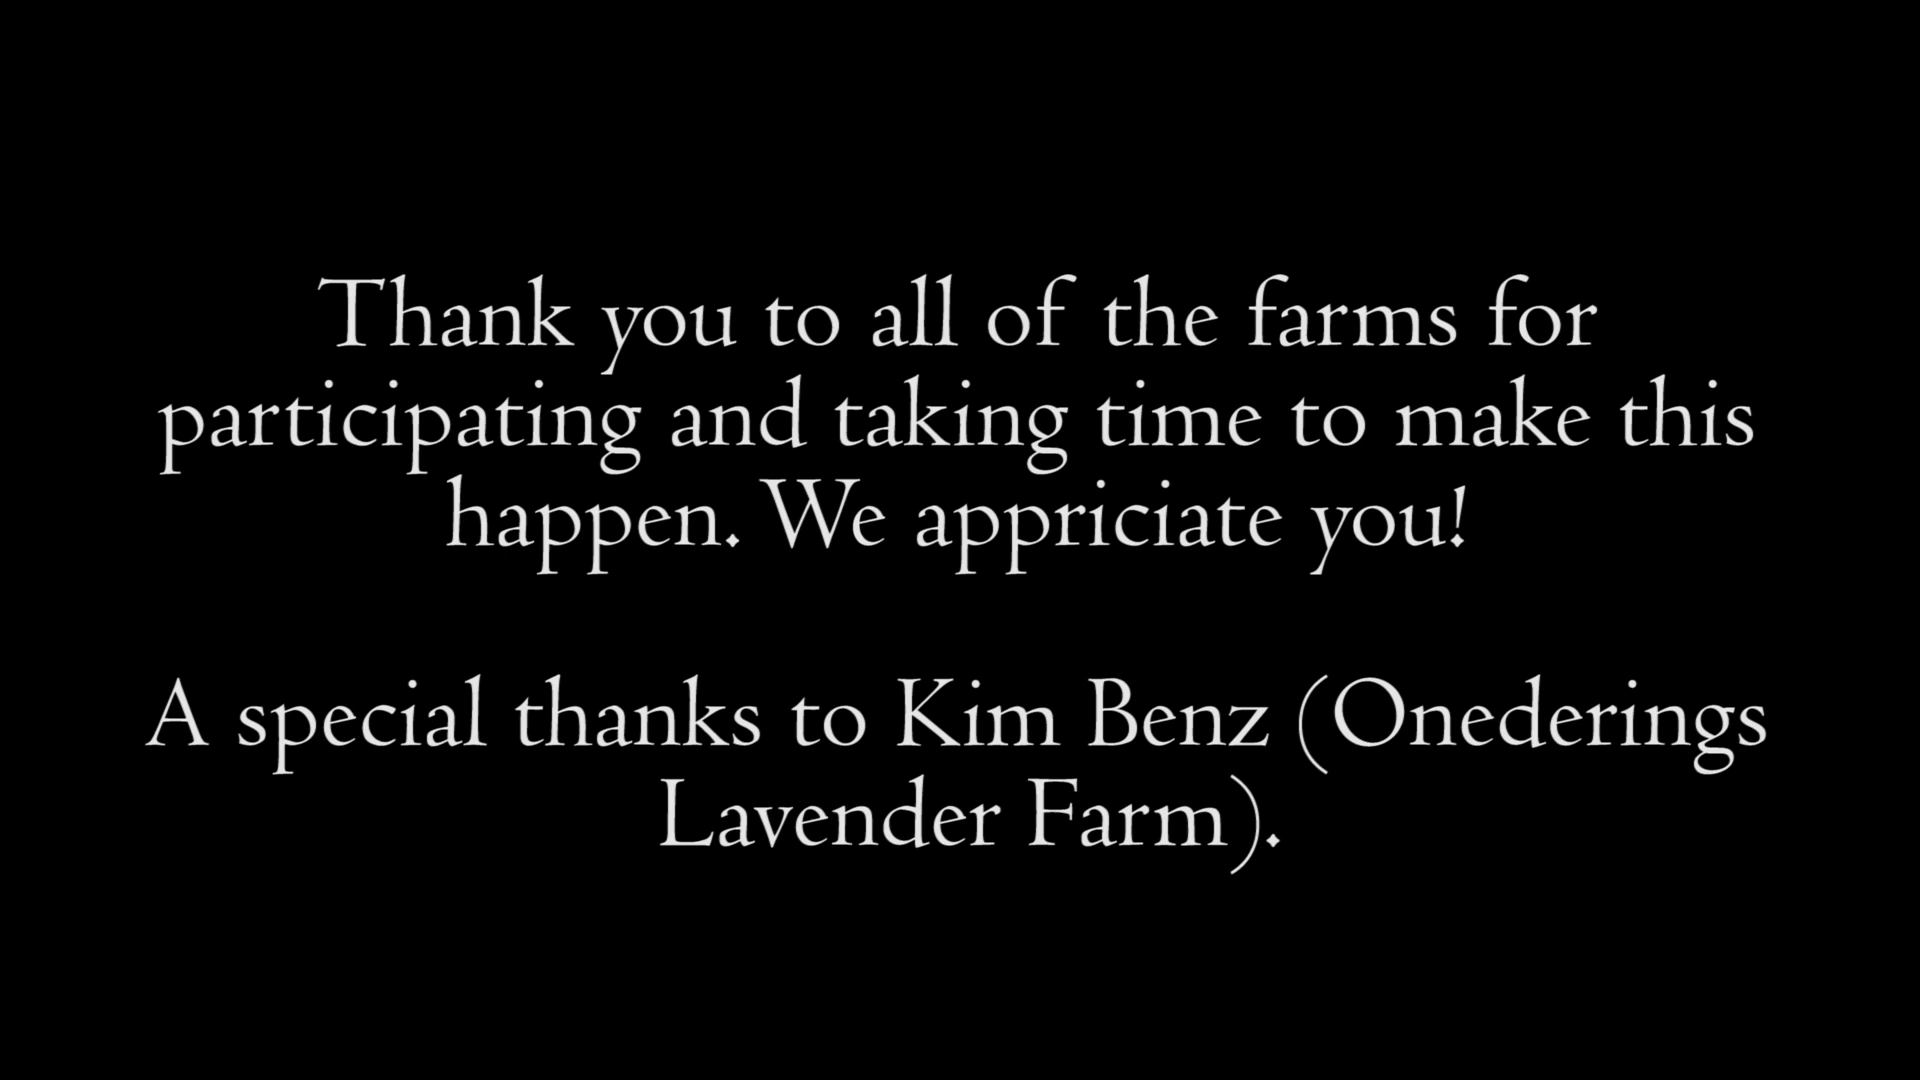 Thank you to all of the farms for
participating and taking time to make this
happen. We appriciate you!
A special thanks to Kim Benz (Onederings
Lavender Farm).